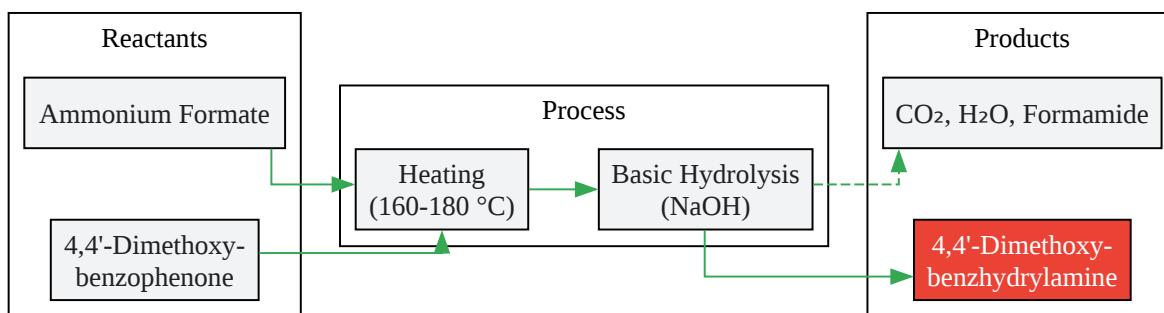 Reactants
Ammonium Formate
4,4'-Dimethoxy-
benzophenone
Process
Heating
(160-180 °C)
Basic Hydrolysis
(NaOH)
Products
CO₂, H₂O, Formamide
4,4'-Dimethoxy-
benzhydrylamine